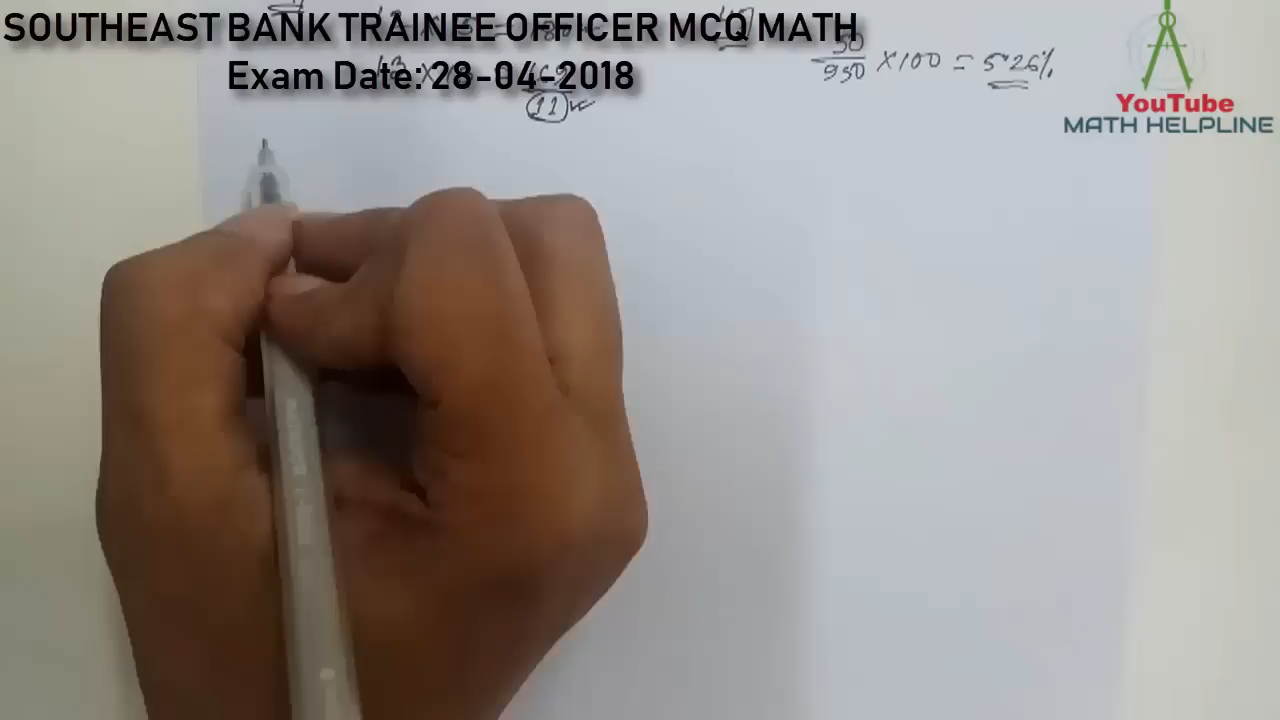 SOUTHEAST BANK TRAINEE OFFICER MCQ MATH
Exam Date: 28-04-2018
50/950 ×100 = 5.26%
11
YouTube
MATH HELPLINE